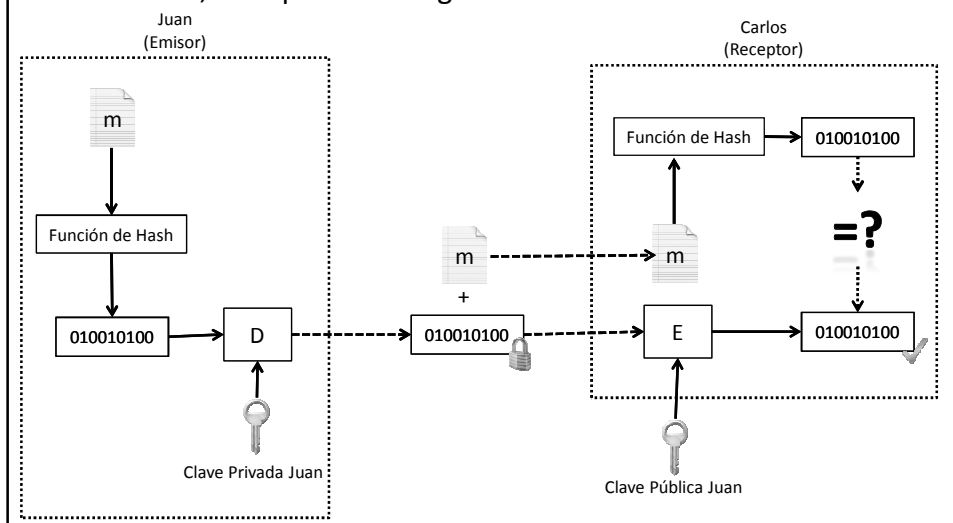 Juan
(Emisor)
Carlos
(Receptor)
m
Función de Hash
010010100
D
Clave Privada Juan
m
+
010010100
Función de Hash
010010100
m
=?
E
010010100
Clave Pública Juan